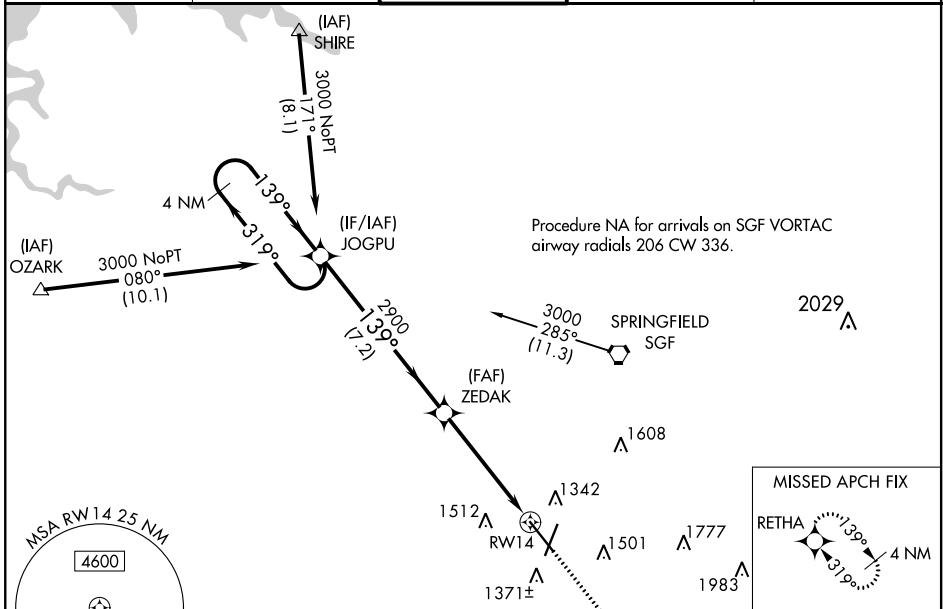 (IAF)
SHIRE
3000 NoPT
171°
(8.1)
139°
4 NM
319°
(IF/IAF)
JOGPU
(IAF)
OZARK
3000 NoPT
080°
(10.1)
Procedure NA for arrivals on SGF VORTAC
airway radials 206 CW 336.
2900
139°
(7.2)
3000
285°
(11.3)
SPRINGFIELD
SGF
2029
(FAF)
ZEDAK
1608
1342
1512
RW14
1501
1777
1371±
1983
MSA RW14 25 NM
4600
MISSED APCH FIX
RETHA
139°
4 NM
319°